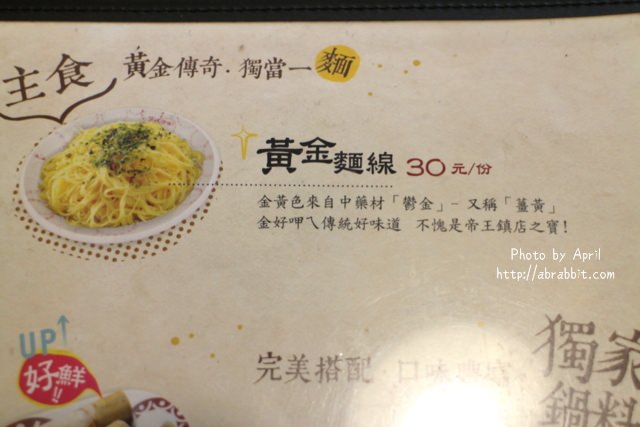 主食
黃金傳奇．獨當一麵
黃金麵線 30 元/份
金黃色來自中藥材「鬱金」- 又稱「薑黃」
金好呷ㄟ傳統好味道 不愧是帝王鎮店之寶！
Photo by April
http://abrabbit.com
UP↑
好鮮
完美搭配 口味
獨家
鍋料